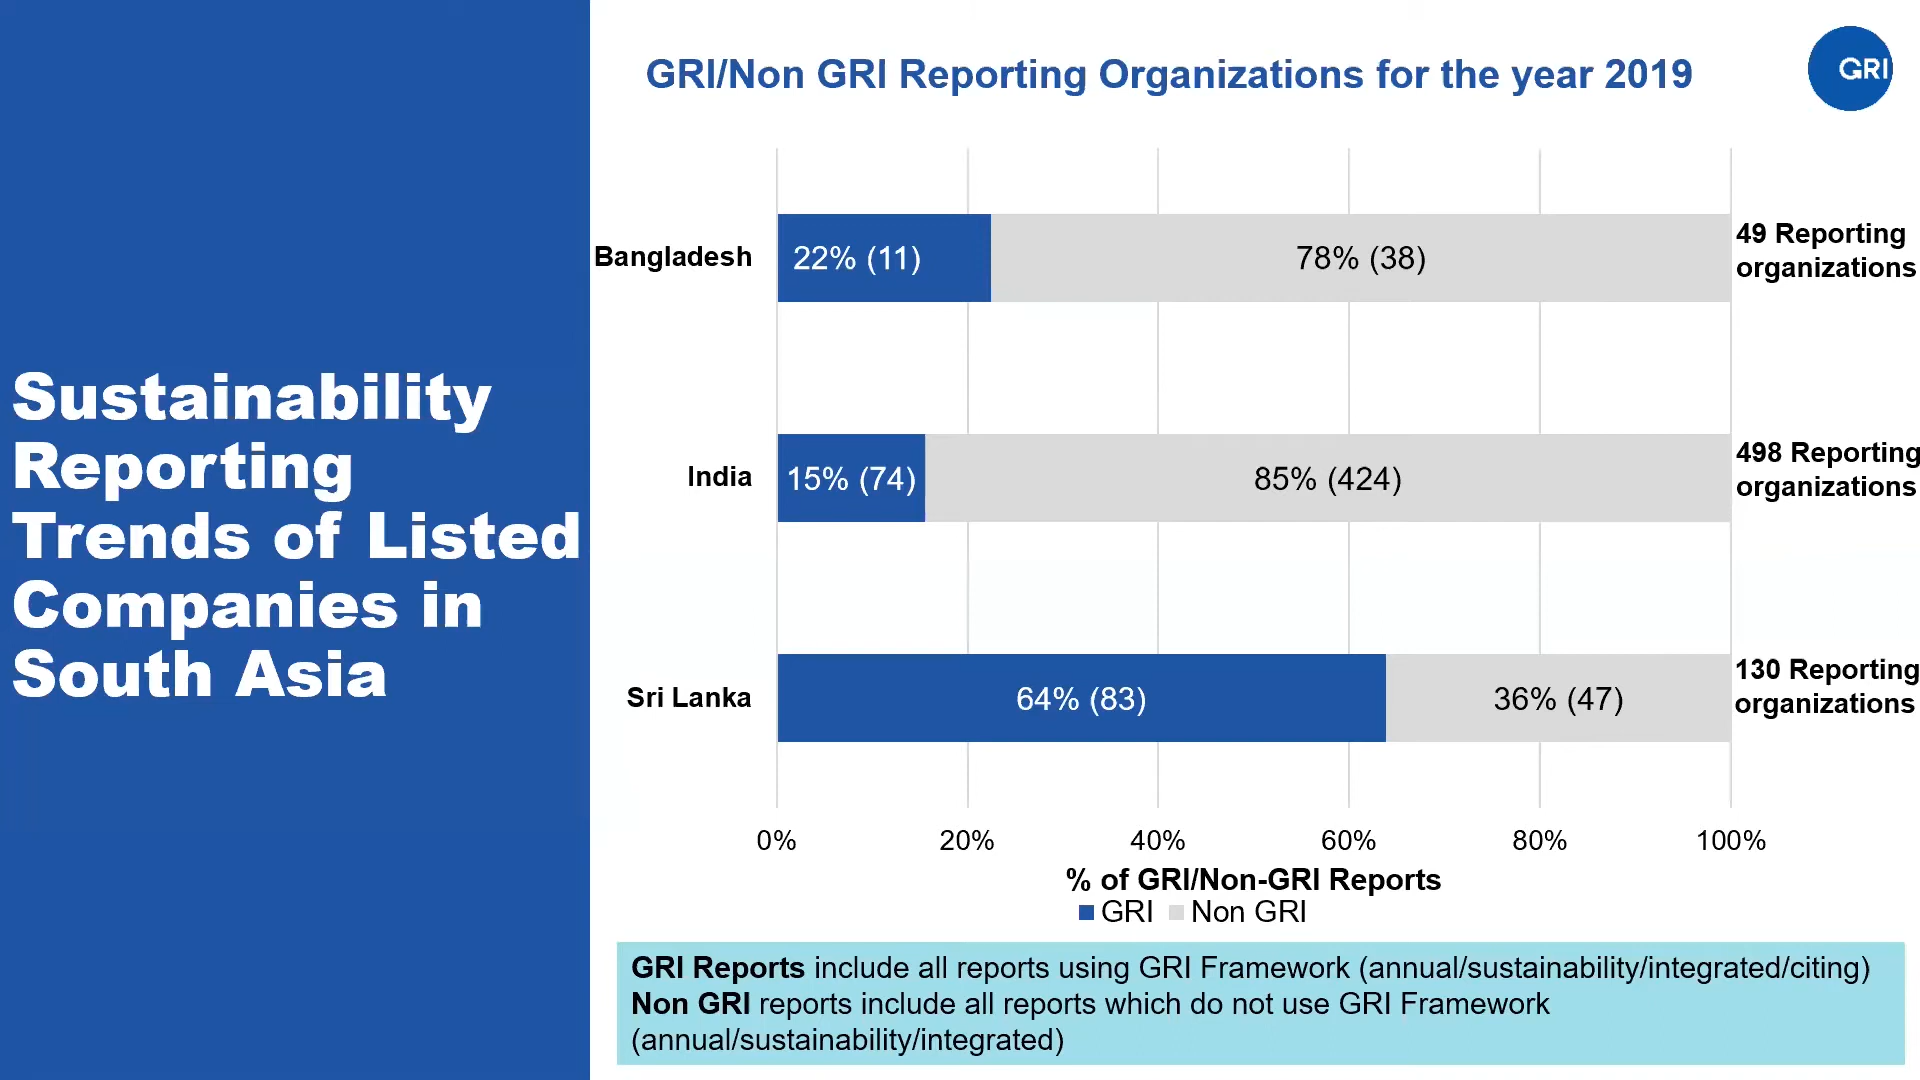 Sustainability
Reporting
Trends of Listed
Companies in
South Asia
GRI/Non GRI Reporting Organizations for the year 2019
GRI
Bangladesh
22% (11)
78% (38)
49 Reporting
organizations
India
15% (74)
85% (424)
498 Reporting
organizations
Sri Lanka
64% (83)
36% (47)
130 Reporting
organizations
0%
20%
40%
60%
80%
100%
% of GRI/Non-GRI Reports
GRI
Non GRI
GRI Reports include all reports using GRI Framework (annual/sustainability/integrated/citing)
Non GRI reports include all reports which do not use GRI Framework
(annual/sustainability/integrated)